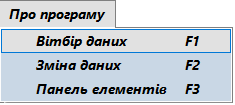 Про програму
Вітбір даних F1
Зміна даних F2
Панель елементів F3